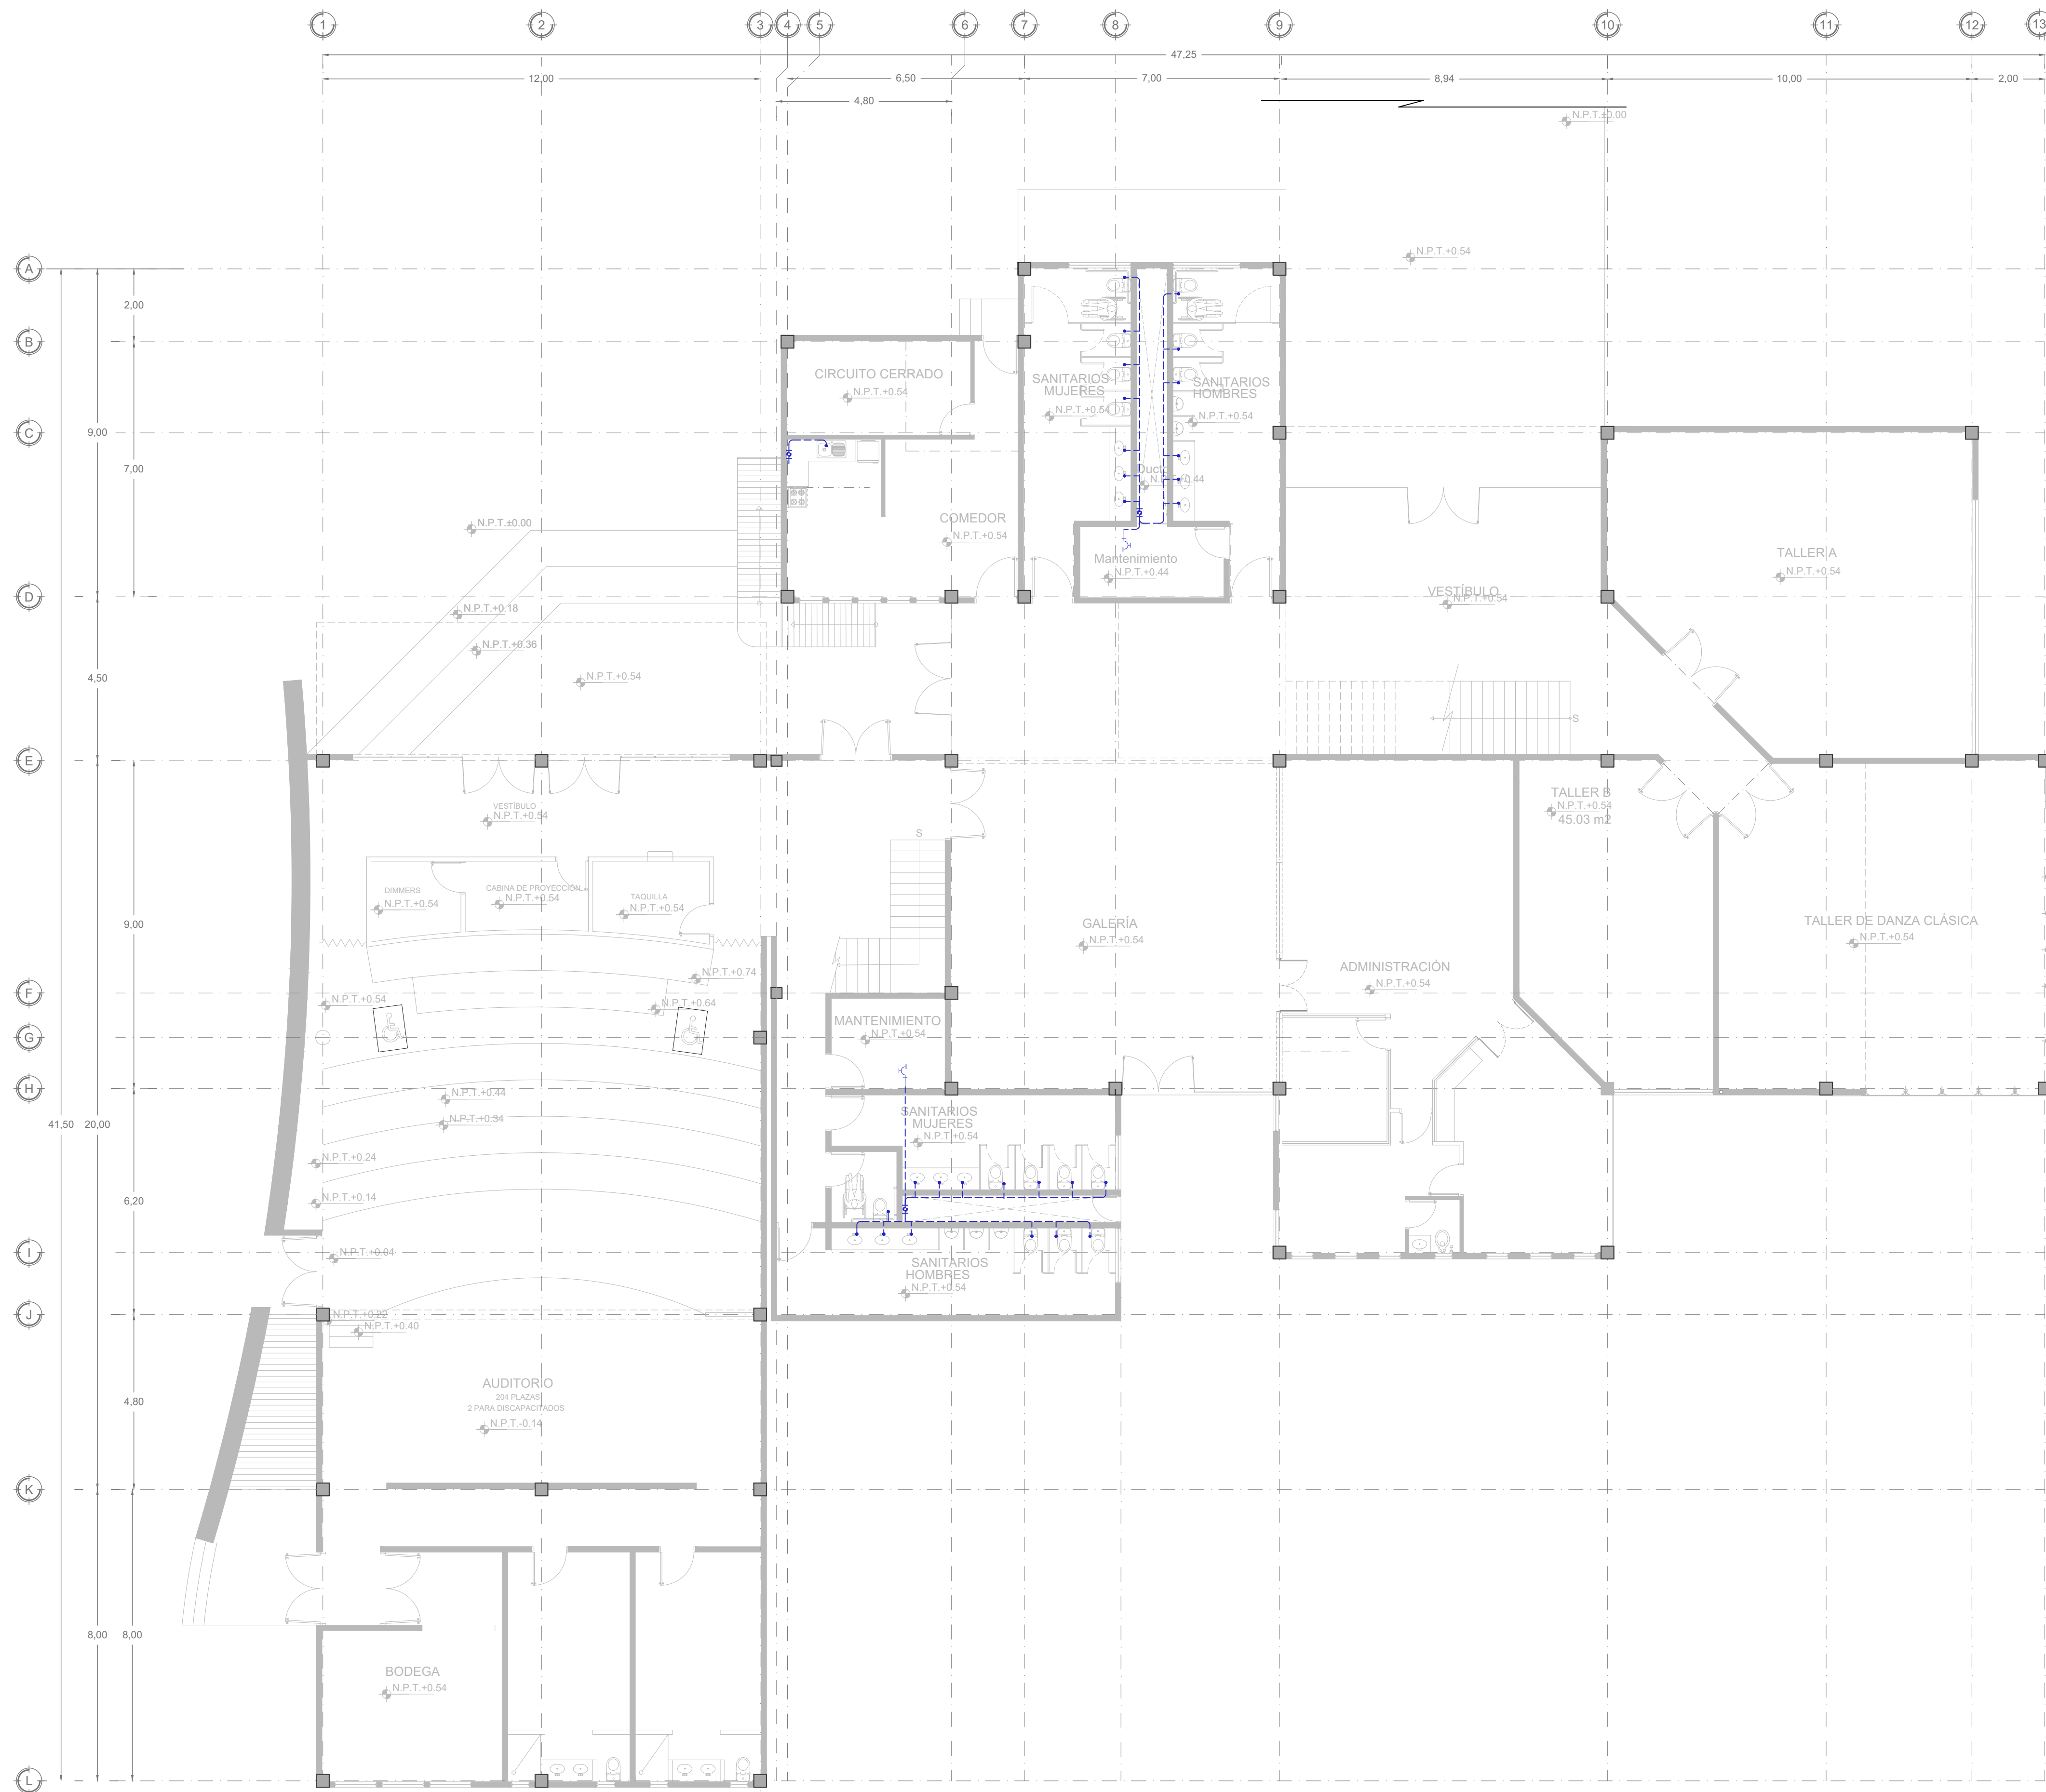 1
2
3
4
5
6
7
8
9
10
11
12
13
47,25
12,00
6,50
7,00
8,94
10,00
2,00
4,80
N.P.T.±0.00
N.P.T.+0.54
A
2,00
B
CIRCUITO CERRADO
N.P.T.+0.54
SANITARIOS
MUJERES
N.P.T.+0.54
SANITARIOS
HOMBRES
N.P.T.+0.54
C
9,00
7,00
Ducto
N.P.T.+0.44
N.P.T.±0.00
COMEDOR
N.P.T.+0.54
Mantenimiento
N.P.T.+0.44
TALLER A
N.P.T.+0.54
VESTÍBULO
N.P.T.+0.54
D
N.P.T.+0.18
N.P.T.+0.36
4,50
N.P.T.+0.54
S
E
VESTÍBULO
N.P.T.+0.54
TALLER B
N.P.T.+0.54
45.03 m2
S
DIMMERS
N.P.T.+0.54
CABINA DE PROYECCIÓN
N.P.T.+0.54
TAQUILLA
N.P.T.+0.54
9,00
GALERÍA
N.P.T.+0.54
TALLER DE DANZA CLÁSICA
N.P.T.+0.54
N.P.T.+0.74
ADMINISTRACIÓN
N.P.T.+0.54
F
N.P.T.+0.54
N.P.T.+0.64
MANTENIMIENTO
N.P.T.+0.54
G
H
N.P.T.+0.44
N.P.T.+0.34
41,50
20,00
SANITARIOS
MUJERES
N.P.T.+0.54
N.P.T.+0.24
N.P.T.+0.14
6,20
I
N.P.T.+0.04
SANITARIOS
HOMBRES
N.P.T.+0.54
J
N.P.T.+0.22
N.P.T.+0.40
AUDITORIO
204 PLAZAS
2 PARA DISCAPACITADOS
N.P.T.-0.14
4,80
K
8,00
8,00
BODEGA
N.P.T.+0.54
L